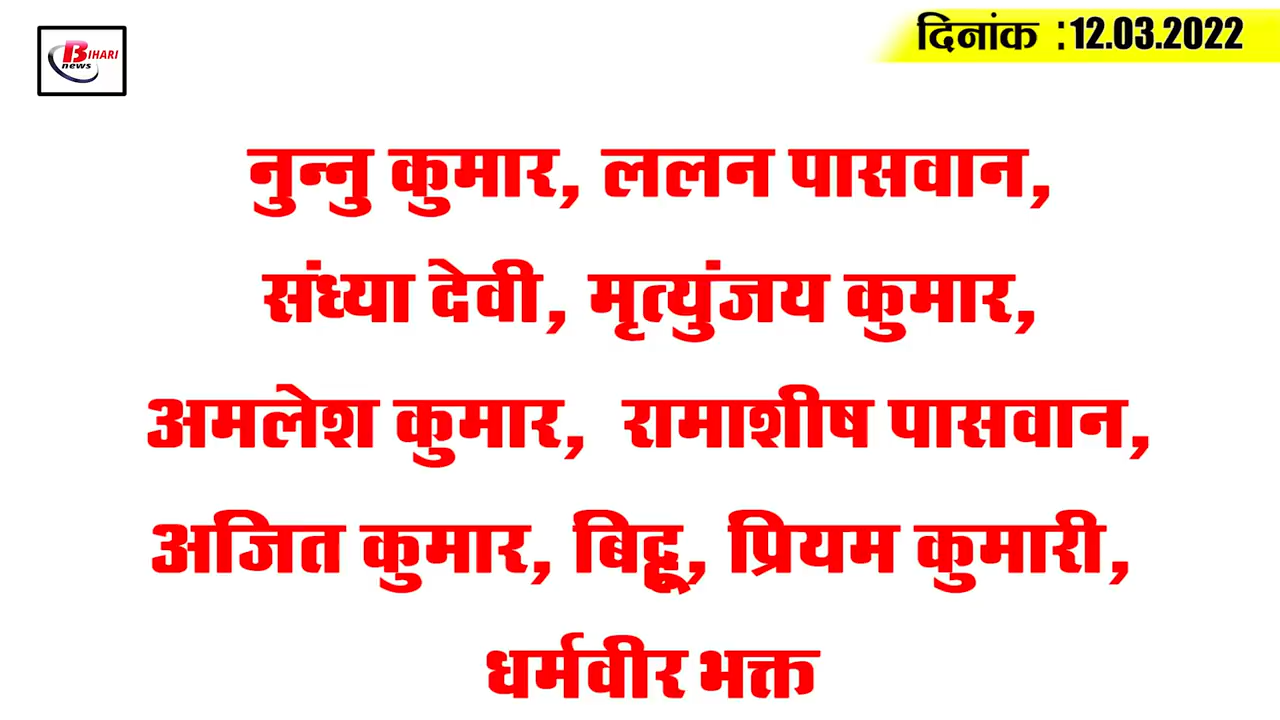 BIHARI
news
दिनांक :12.03.2022
नुन्नु कुमार, ललन पासवान,
संध्या देवी, मृत्युंजय कुमार,
अमलेश कुमार, रामाशीष पासवान,
अजित कुमार, बिट्टू, प्रियम कुमारी,
धर्मवीर भक्त